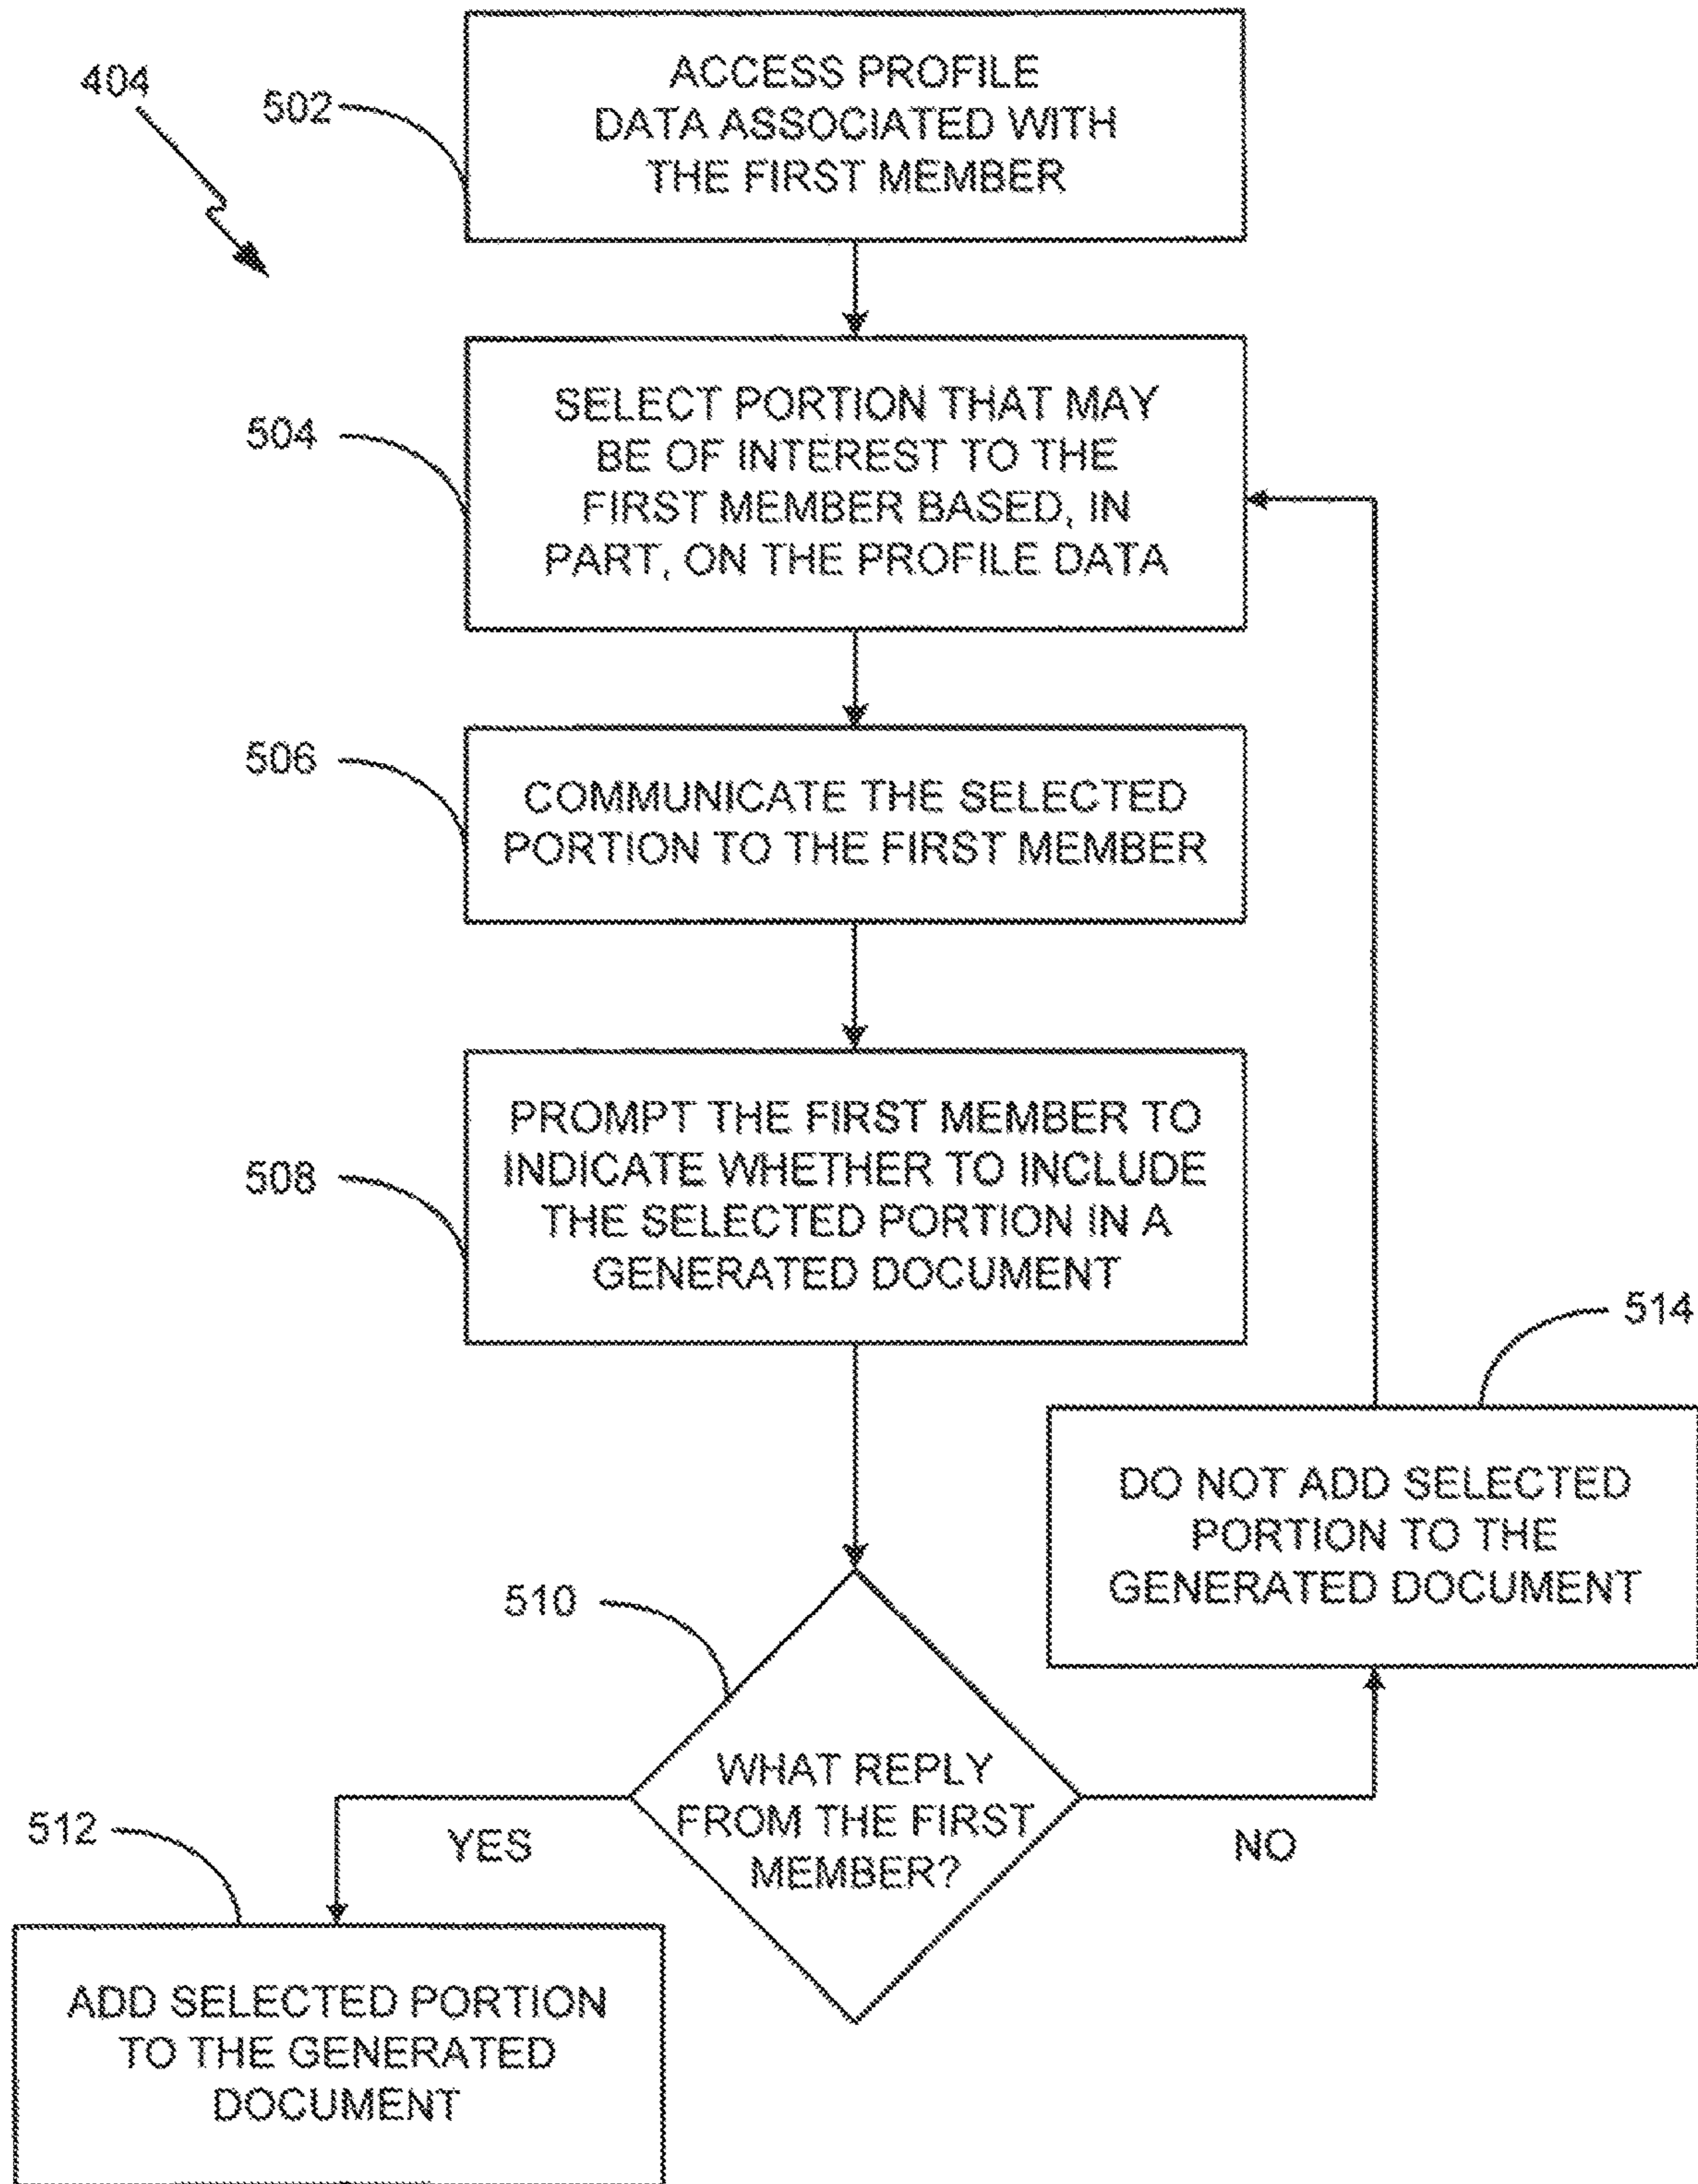 404
502
ACCESS PROFILE
DATA ASSOCIATED WITH
THE FIRST MEMBER
504
SELECT PORTION THAT MAY
BE OF INTEREST TO THE
FIRST MEMBER BASED, IN
PART, ON THE PROFILE DATA
506
COMMUNICATE THE SELECTED
PORTION TO THE FIRST MEMBER
508
PROMPT THE FIRST MEMBER TO
INDICATE WHETHER TO INCLUDE
THE SELECTED PORTION IN A
GENERATED DOCUMENT
514
DO NOT ADD SELECTED
PORTION TO THE
GENERATED DOCUMENT
510
WHAT REPLY
FROM THE FIRST
MEMBER?
YES
NO
512
ADD SELECTED PORTION
TO THE GENERATED
DOCUMENT